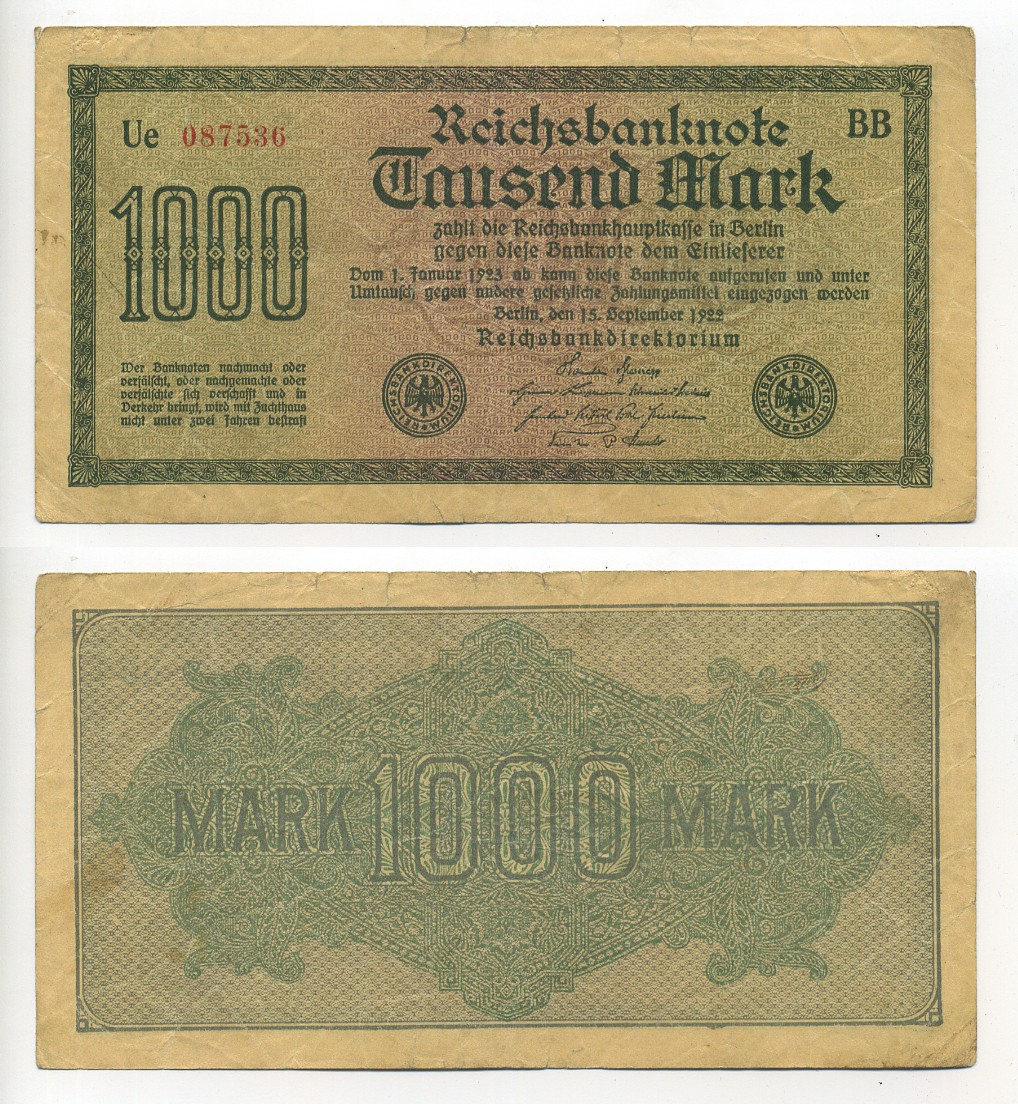 Ue 087536
BB
1000
Reichsbanknote
Tausend Mark
zahlt die Reichsbankhauptkasse in Berlin
gegen diese Banknote dem Einlieferer
Vom 1. Januar 1923 ab kann diese Banknote aufgerufen und unter
Umtausch gegen andere gesetzliche Zahlungsmittel eingezogen werden
Berlin, den 15. September 1922
Reichsbankdirektorium
Wer Banknoten nachmacht oder
verfälscht, oder nachgemachte oder
verfälschte sich verschafft und in
Verkehr bringt, wird mit Zuchthaus
nicht unter zwei Jahren bestraft
REICHSBANKDIREKTORIUM
REICHSBANKDIREKTORIUM
MARK 1000 MARK